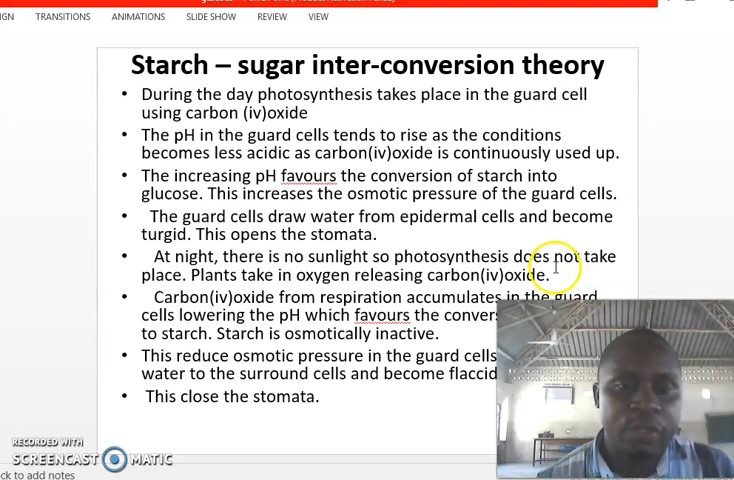 IGN TRANSITIONS ANIMATIONS SLIDE SHOW REVIEW VIEW
Starch – sugar inter-conversion theory
• During the day photosynthesis takes place in the guard cell
using carbon (iv)oxide
• The pH in the guard cells tends to rise as the conditions
becomes less acidic as carbon(iv)oxide is continuously used up.
• The increasing pH favours the conversion of starch into
glucose. This increases the osmotic pressure of the guard cells.
• The guard cells draw water from epidermal cells and become
turgid. This opens the stomata.
• At night, there is no sunlight so photosynthesis does not take
place. Plants take in oxygen releasing carbon(iv)oxide.
• Carbon(iv)oxide from respiration accumulates in the guard
cells lowering the pH which favours the
to starch. Starch is osmotically inactive.
• This reduce osmotic pressure in the guard cells
water to the surround cells and become flaccid
• This close the stomata.
RECORDED WITH
SCREENCAST MATIC
ck to add notes